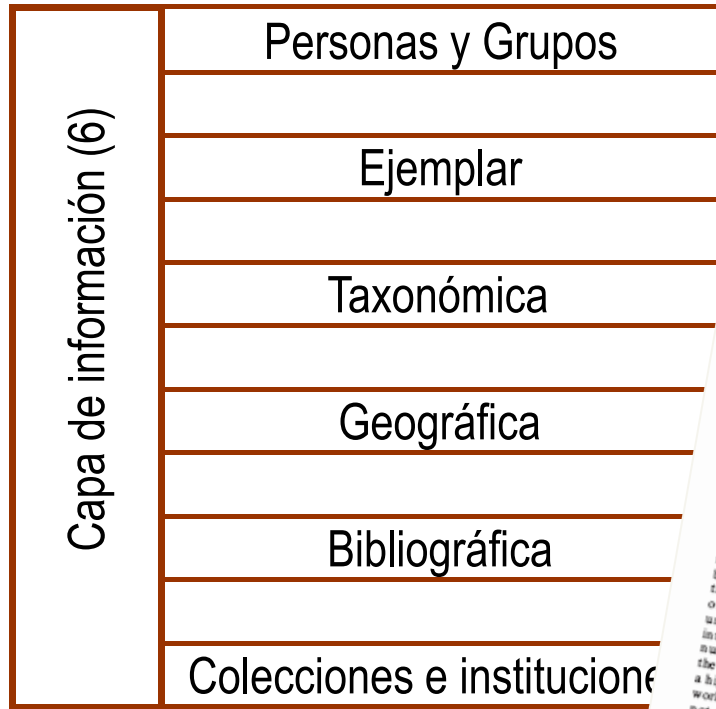 Capa de información (6)
Personas y Grupos
Ejemplar
Taxonómica
Geográfica
Bibliográfica
Colecciones e institucione